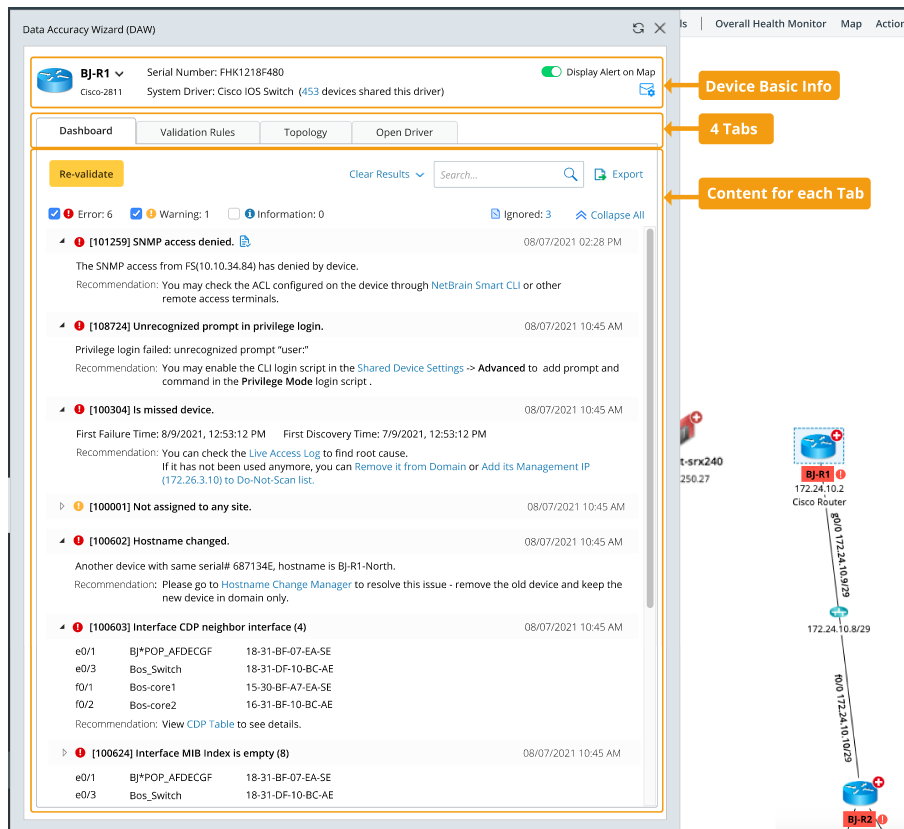 Data Accuracy Wizard (DAW)
ls | Overall Health Monitor Map Action
BJ-R1 Serial Number: FHK1218F480 Display Alert on Map
Cisco-2811 System Driver: Cisco IOS Switch (453 devices shared this driver)
Device Basic Info
Dashboard Validation Rules Topology Open Driver
4 Tabs
Re-validate Clear Results Search... Export
Content for each Tab
Error: 6 Warning: 1 Information: 0 Ignored: 3 Collapse All
[101259] SNMP access denied. 08/07/2021 02:28 PM
The SNMP access from FS(10.10.34.84) has denied by device.
Recommendation: You may check the ACL configured on the device through NetBrain Smart CLI or other
remote access terminals.
[108724] Unrecognized prompt in privilege login. 08/07/2021 10:45 AM
Privilege login failed: unrecognized prompt “user:”
Recommendation: You may enable the CLI login script in the Shared Device Settings -> Advanced to add prompt and
command in the Privilege Mode login script .
[100304] Is missed device. 08/07/2021 10:45 AM
First Failure Time: 8/9/2021, 12:53:12 PM First Discovery Time: 7/9/2021, 12:53:12 PM
Recommendation: You can check the Live Access Log to find root cause.
If it has not been used anymore, you can Remove it from Domain or Add its Management IP
(172.26.3.10) to Do-Not-Scan list.
[100001] Not assigned to any site. 08/07/2021 10:45 AM
[100602] Hostname changed. 08/07/2021 10:45 AM
Another device with same serial# 687134E, hostname is BJ-R1-North.
Recommendation: Please go to Hostname Change Manager to resolve this issue - remove the old device and keep the
new device in domain only.
[100603] Interface CDP neighbor interface (4) 08/07/2021 10:45 AM
e0/1 BJ*POP_AFDECGF 18-31-BF-07-EA-SE
e0/3 Bos_Switch 18-31-DF-10-BC-AE
f0/1 Bos-core1 15-30-BF-A7-EA-SE
f0/2 Bos-core2 16-31-BF-10-BC-AE
Recommendation: View CDP Table to see details.
[100624] Interface MIB Index is empty (8) 08/07/2021 10:45 AM
e0/1 BJ*POP_AFDECGF 18-31-BF-07-EA-SE
e0/3 Bos_Switch 18-31-DF-10-BC-AE
t-srx240
250.27
BJ-R1
172.24.10.2
Cisco Router
g0/0 172.24.10.9/29
172.24.10.8/29
f0/0 172.24.10.10/29
BJ-R2